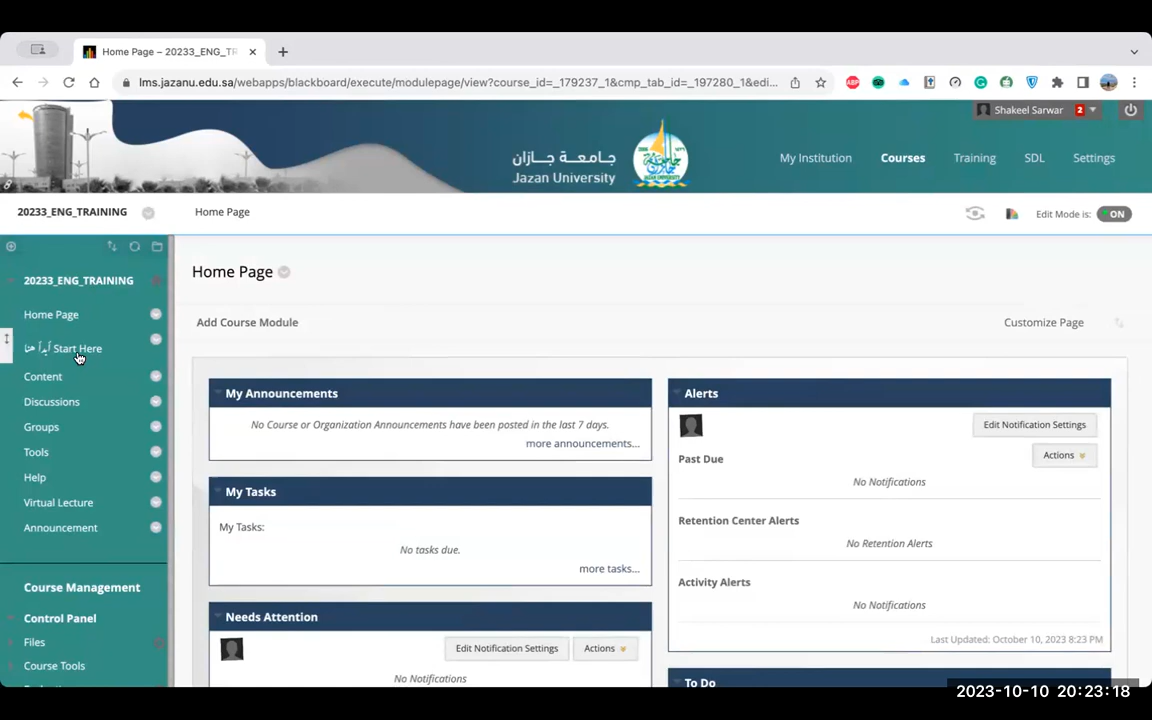 Home Page – 20233_ENG_TR
lms.jazanu.edu.sa/webapps/blackboard/execute/modulepage/view?course_id=_179237_1&cmp_tab_id=_197280_1&edi...
ABP
Shakeel Sarwar 2
جامعة جازان
Jazan University
My Institution
Courses
Training
SDL
Settings
20233_ENG_TRAINING
Home Page
Edit Mode is:
ON
20233_ENG_TRAINING
Home Page
أبدأ هنا Start Here
Content
Discussions
Groups
Tools
Help
Virtual Lecture
Announcement
Course Management
Control Panel
Files
Course Tools
Home Page
Add Course Module
Customize Page
My Announcements
No Course or Organization Announcements have been posted in the last 7 days.
more announcements...
My Tasks
My Tasks:
No tasks due.
more tasks...
Needs Attention
Edit Notification Settings
Actions
No Notifications
Alerts
Edit Notification Settings
Actions
Past Due
No Notifications
Retention Center Alerts
No Retention Alerts
Activity Alerts
No Notifications
Last Updated: October 10, 2023 8:23 PM
To Do
2023-10-10 20:23:18